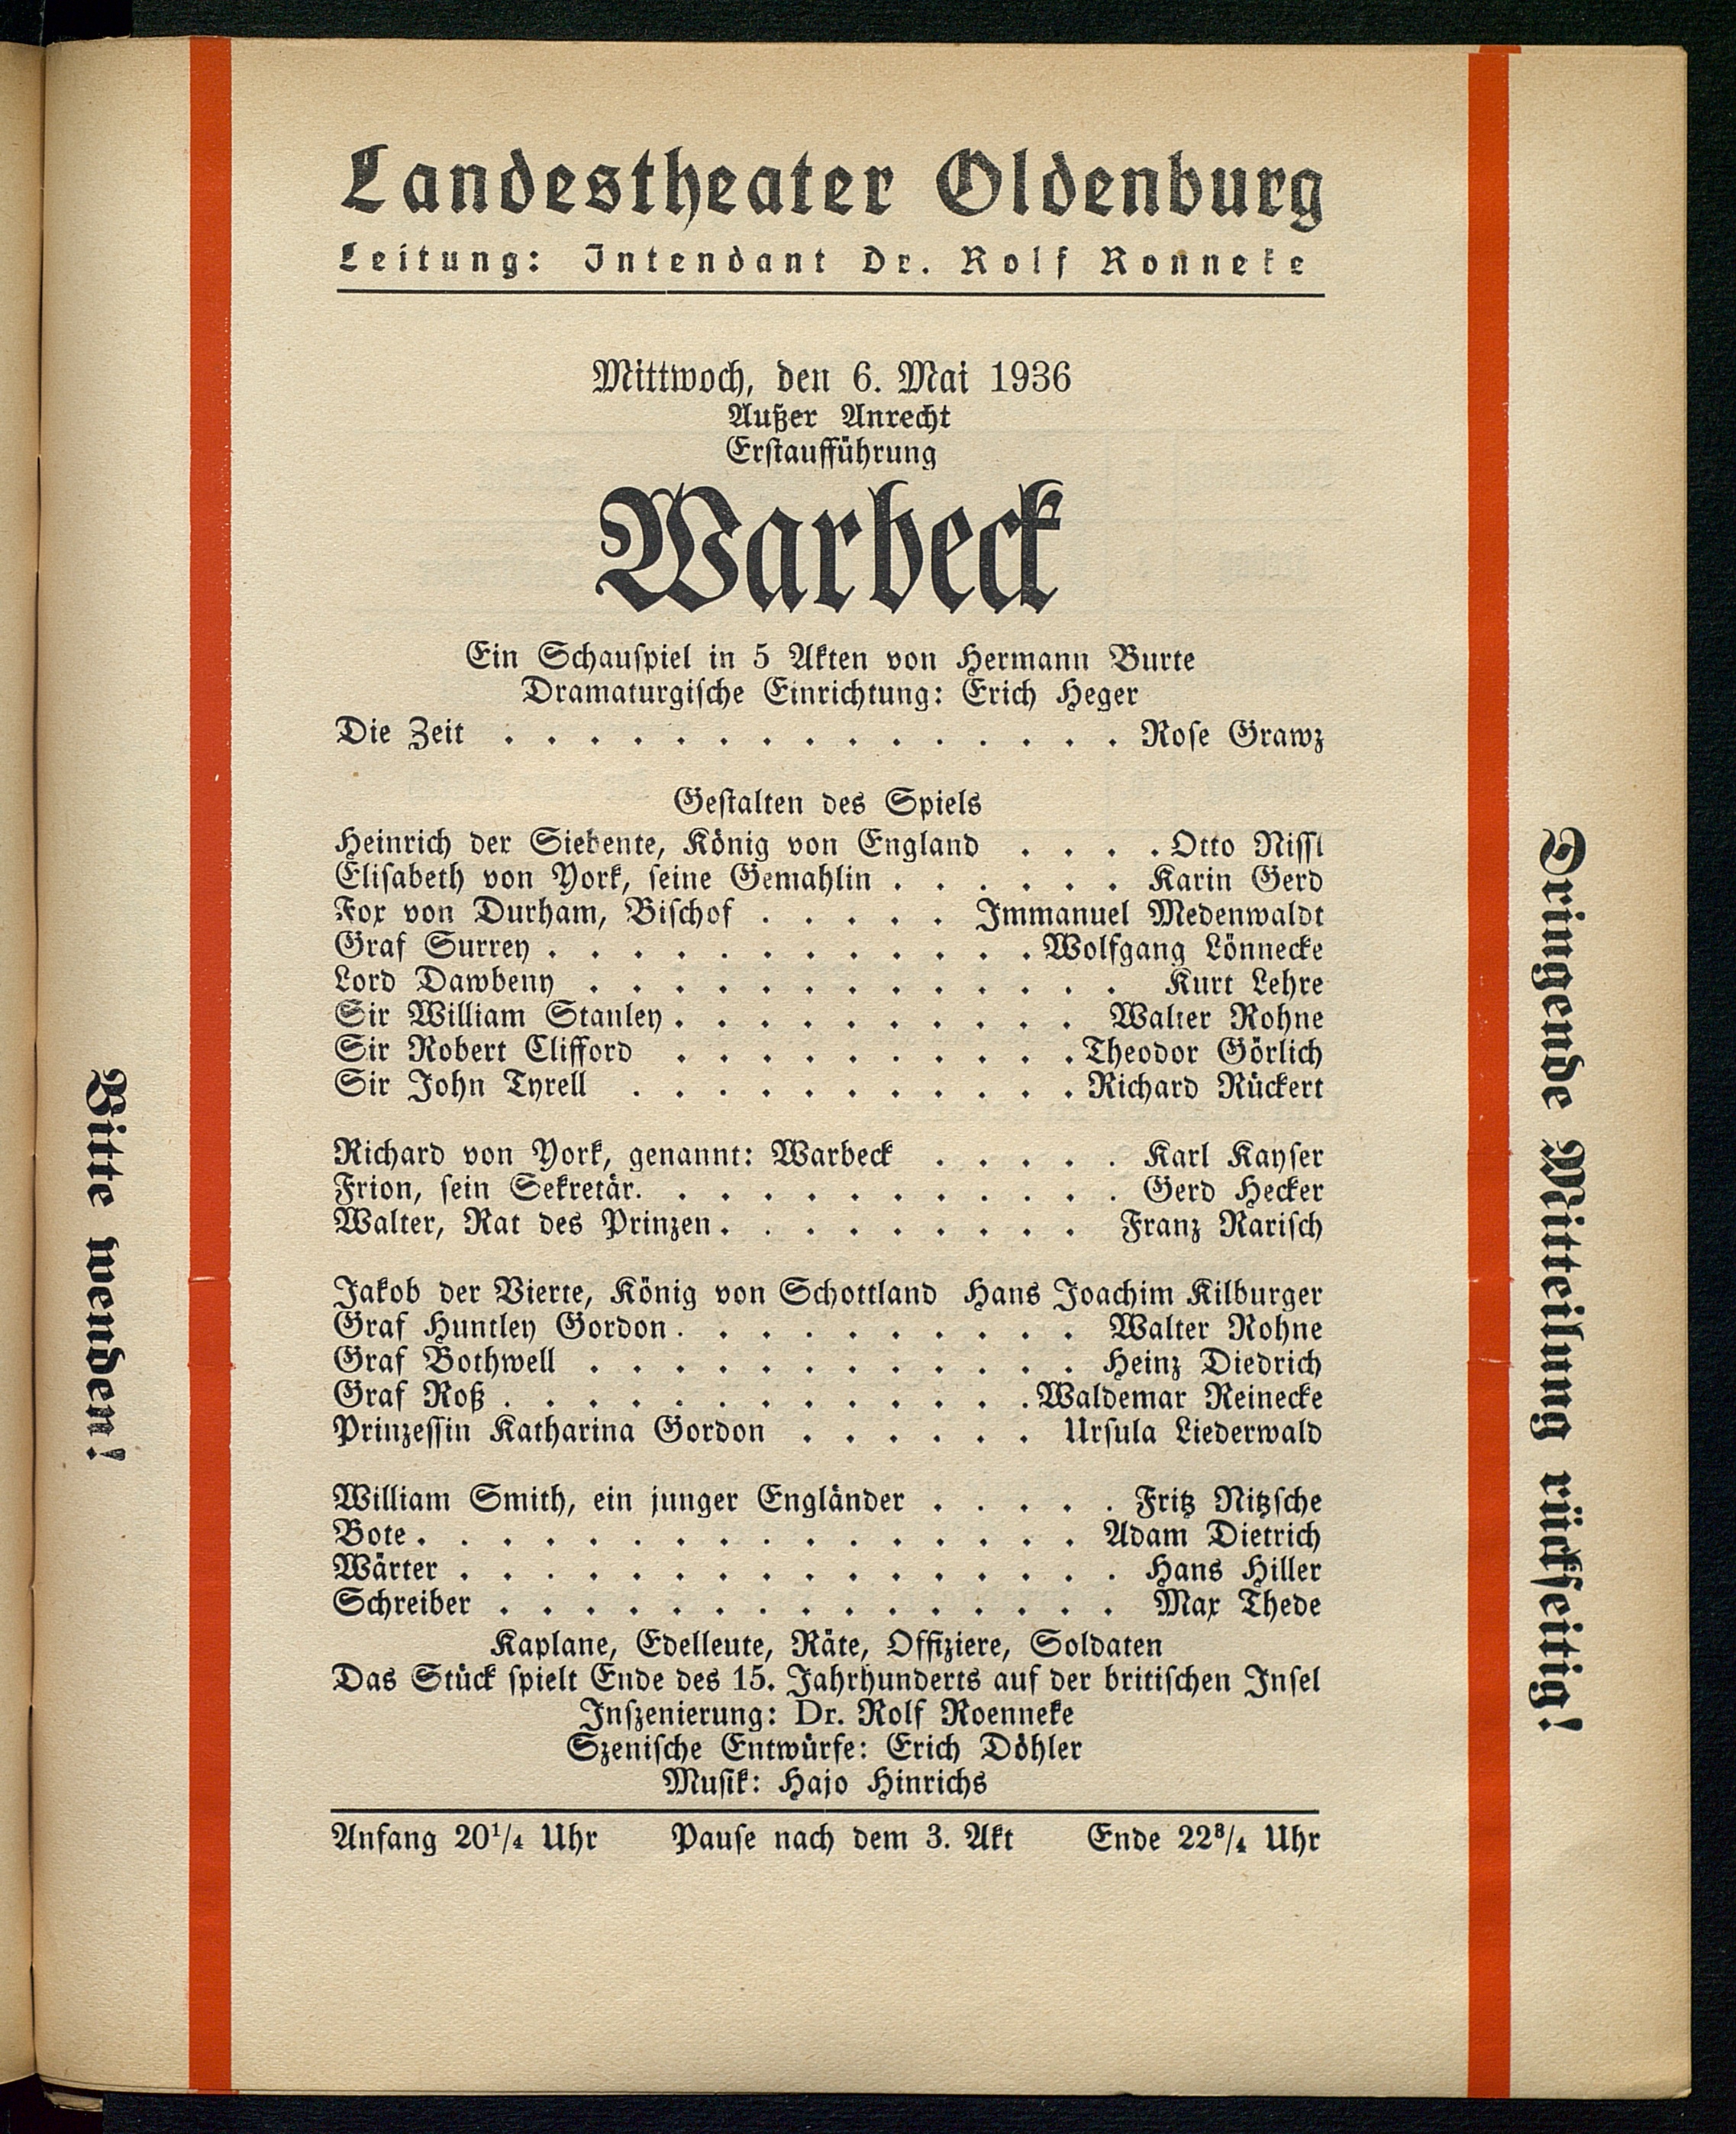 Landestheater Oldenburg
Leitung: Intendant Dr. Rolf Ronneke
Mittwoch, den 6. Mai 1936
Außer Anrecht
Erstaufführung
Warbeck
Ein Schauspiel in 5 Akten von Hermann Burte
Dramaturgische Einrichtung: Erich Heger
Die Zeit . . . . . . . . . . . . . . . Rose Grawz
Gestalten des Spiels
Heinrich der Siebente, König von England . . . . Otto Nissl
Elisabeth von York, seine Gemahlin . . . . . . Karin Gerd
Fox von Durham, Bischof . . . . . Immanuel Medenwaldt
Graf Surrey . . . . . . . . . . . . Wolfgang Lönnecke
Lord Dawbeny . . . . . . . . . . . . . Kurt Lehre
Sir William Stanley . . . . . . . . . . Walter Rohne
Sir Robert Clifford . . . . . . . . . . Theodor Görlich
Sir John Tyrell . . . . . . . . . . . Richard Rückert
Richard von York, genannt: Warbeck . . . . . Karl Kayser
Frion, sein Sekretär. . . . . . . . . . . . Gerd Hecker
Walter, Rat des Prinzen . . . . . . . . . Franz Rarisch
Jakob der Vierte, König von Schottland Hans Joachim Kilburger
Graf Huntley Gordon . . . . . . . . . . Walter Rohne
Graf Bothwell . . . . . . . . . . . . Heinz Diedrich
Graf Roß . . . . . . . . . . . . . Waldemar Reinecke
Prinzessin Katharina Gordon . . . . . . Ursula Liederwald
William Smith, ein junger Engländer . . . . . Fritz Nitzsche
Bote . . . . . . . . . . . . . . . . Adam Dietrich
Wärter . . . . . . . . . . . . . . . . Hans Hiller
Schreiber . . . . . . . . . . . . . . . Max Thede
Kaplane, Edelleute, Räte, Offiziere, Soldaten
Das Stück spielt Ende des 15. Jahrhunderts auf der britischen Insel
Inszenierung: Dr. Rolf Roenneke
Szenische Entwürfe: Erich Döhler
Musik: Hajo Hinrichs
Anfang 20¹/₄ Uhr Pause nach dem 3. Akt Ende 22³/₄ Uhr
Bitte wenden!
Dringende Mitteilung rückseitig!